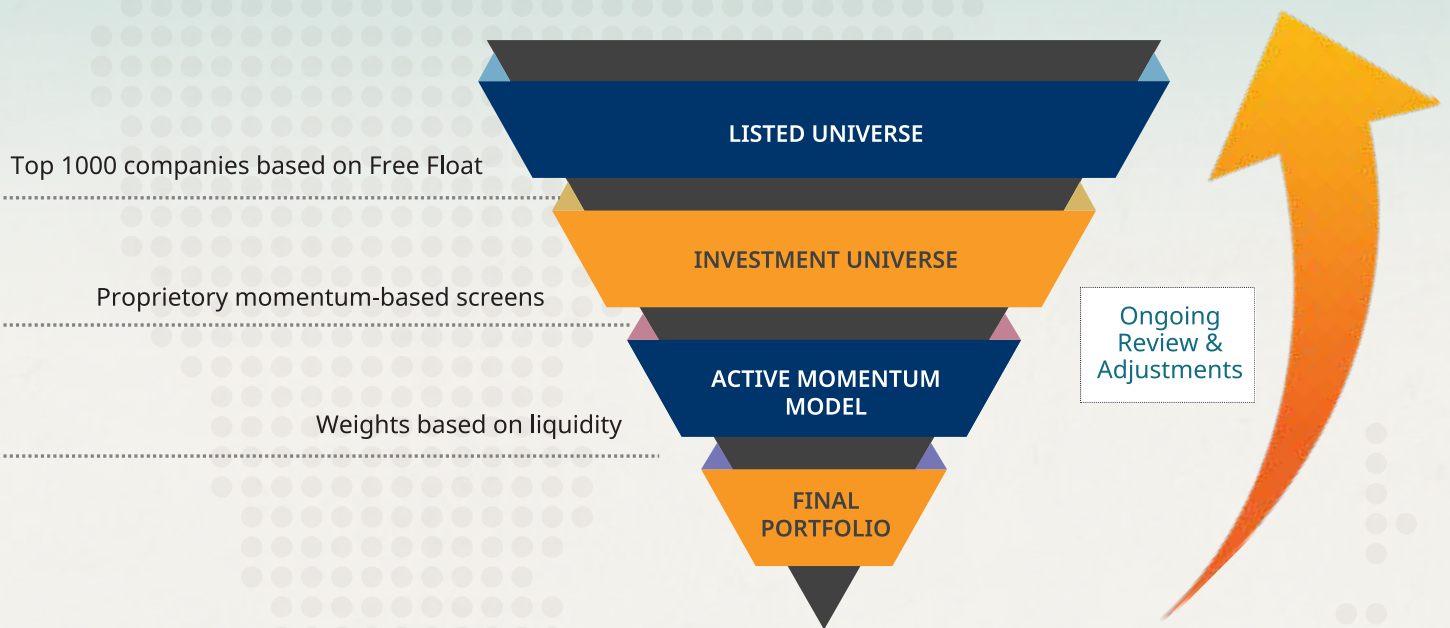 LISTED UNIVERSE
Top 1000 companies based on Free Float
INVESTMENT UNIVERSE
Proprietory momentum-based screens
Ongoing
Review &
Adjustments
ACTIVE MOMENTUM
MODEL
Weights based on liquidity
FINAL
PORTFOLIO